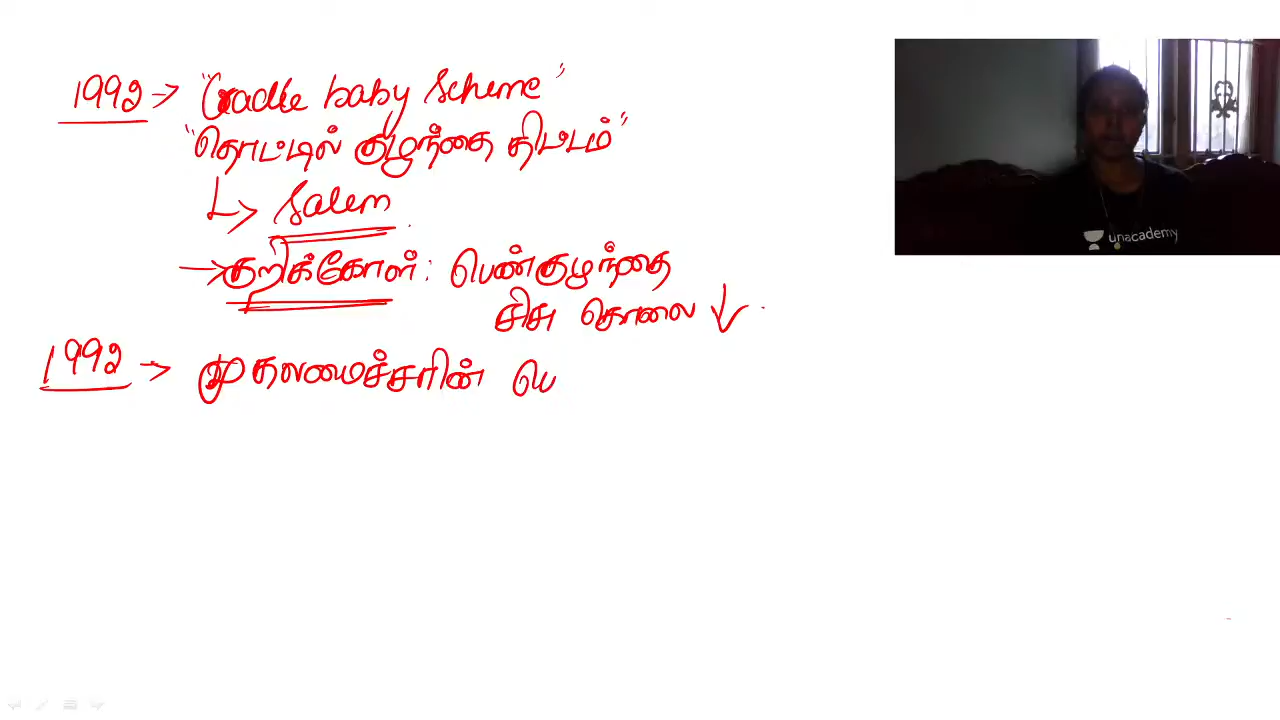 1992 → "Cradle baby Scheme"
"தொட்டில் குழந்தை திட்டம்"
↳ Salem
→ குறிக்கோள் : பெண்குழந்தை
சிசு கொலை ↓
1992 → முதலமைச்சரின் பெ
unacademy